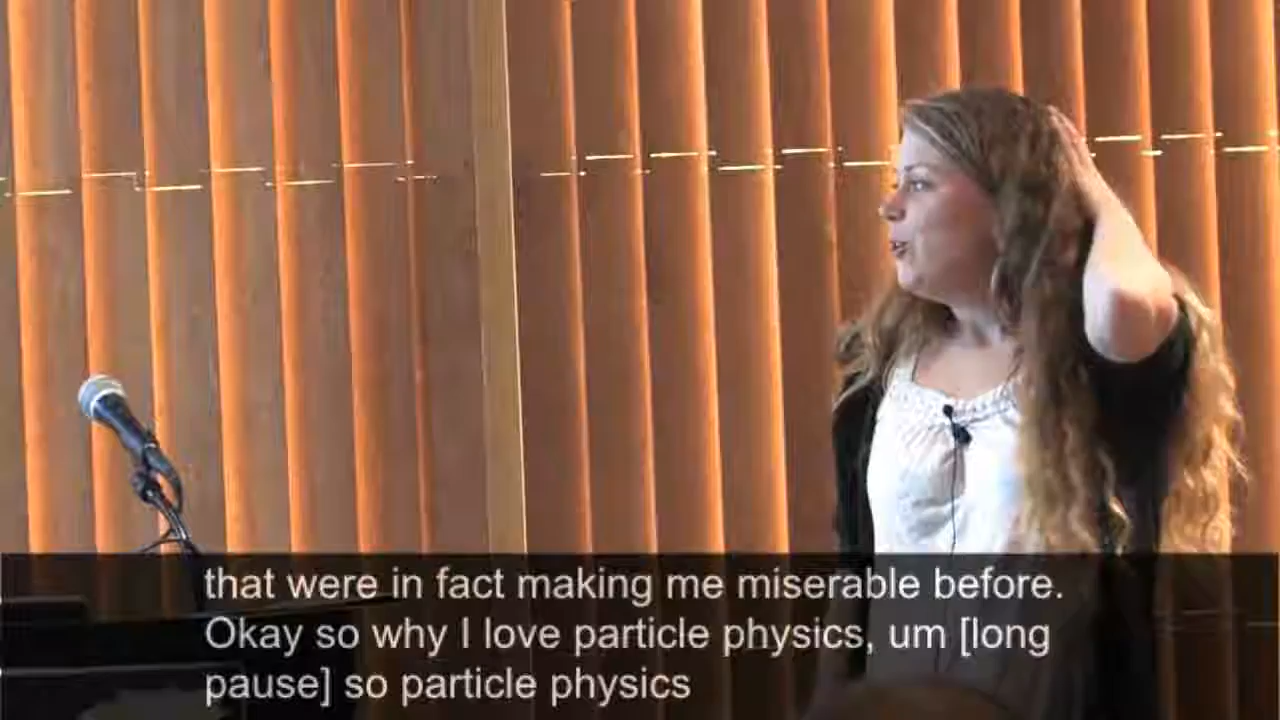 that were in fact making me miserable before.
Okay so why I love particle physics, um [long
pause] so particle physics